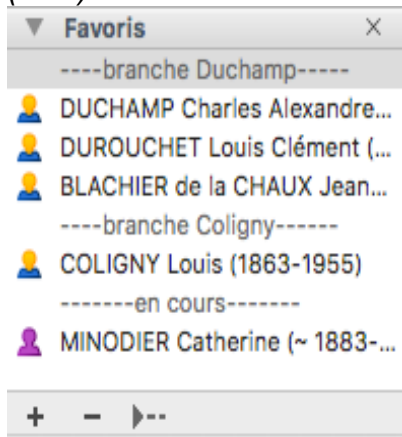 Favoris
----branche Duchamp-----
DUCHAMP Charles Alexandre...
DUROUCHET Louis Clément (...
BLACHIER de la CHAUX Jean...
----branche Coligny------
COLIGNY Louis (1863-1955)
-------en cours-------
MINODIER Catherine (~ 1883-...